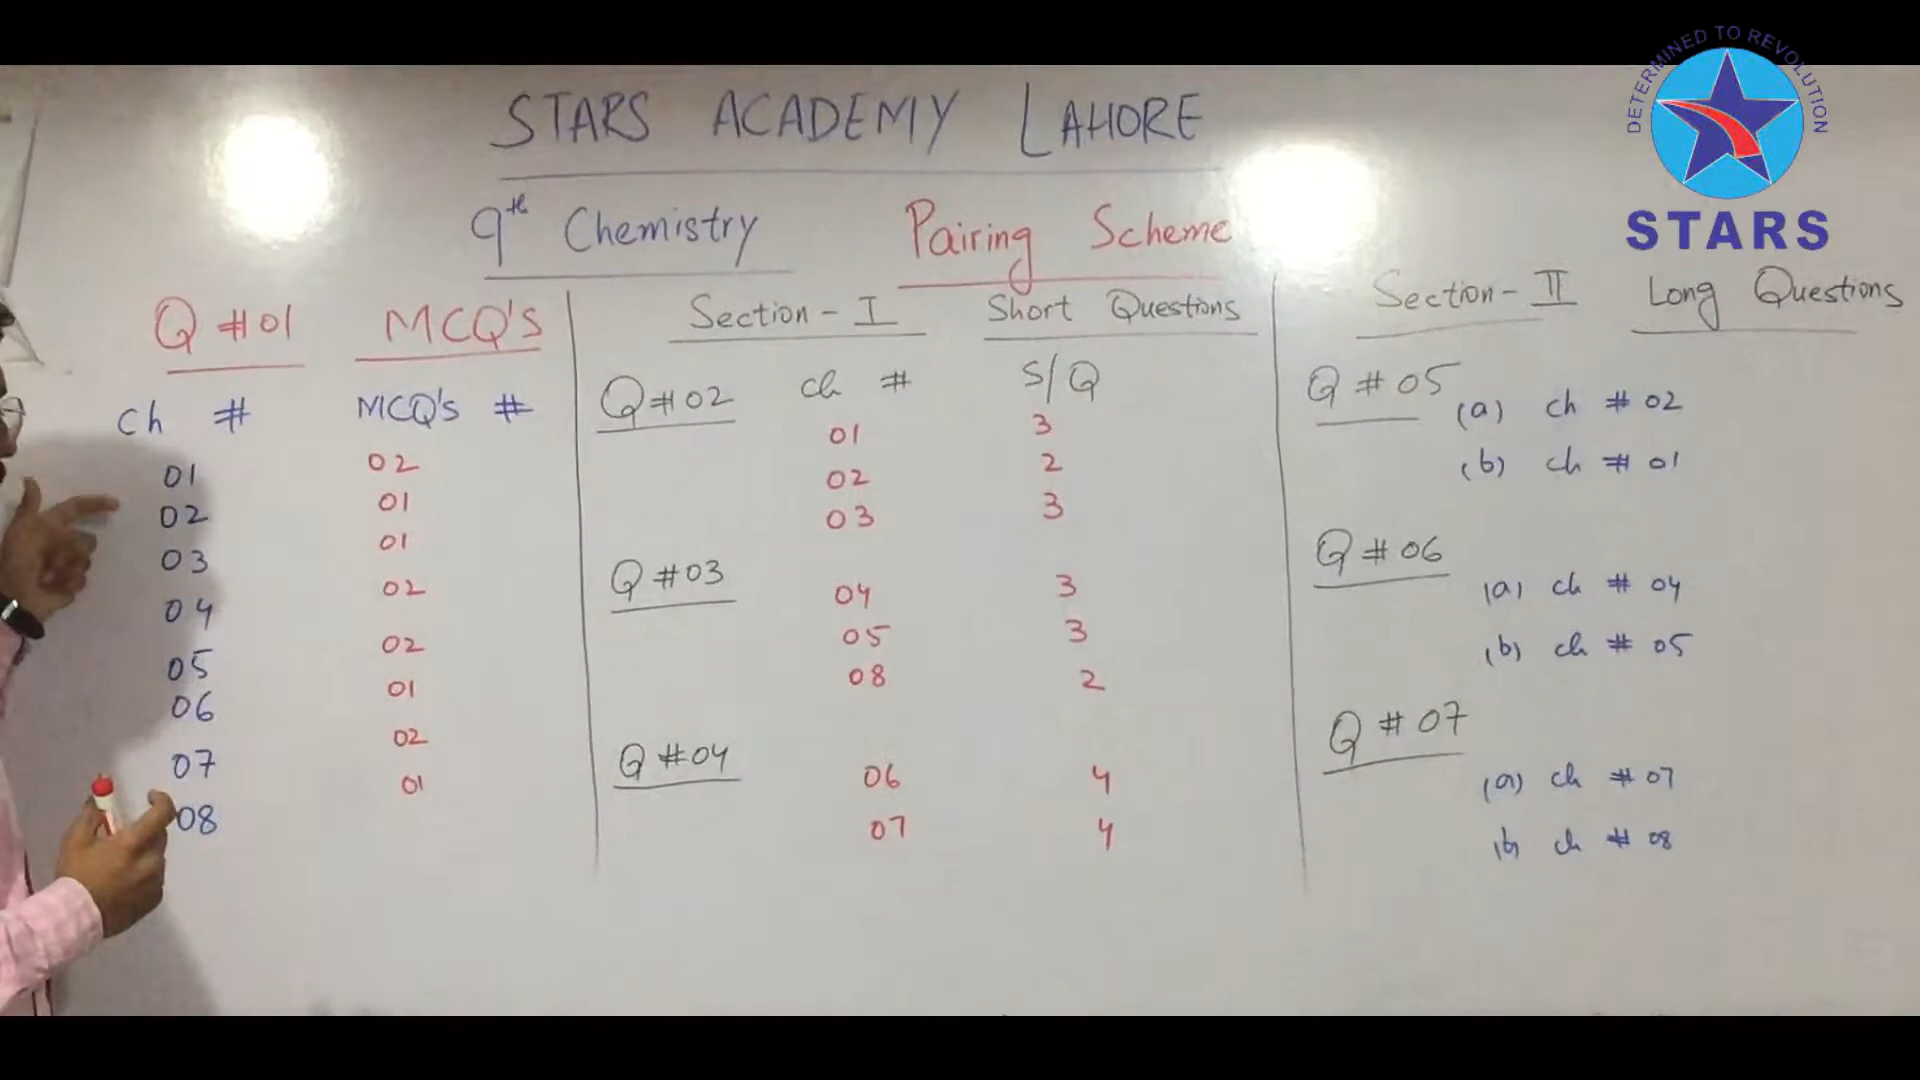 DETERMINED TO REVOLUTION
STARS
STARS ACADEMY LAHORE
9th Chemistry Pairing Scheme
Q # 01 MCQ'S
Ch # MCQ's #
01 02
02 01
03 01
04 02
05 02
06 01
07 02
08 01
Section - I Short Questions
Q # 02 Ch # S/Q
01 3
02 2
03 3
Q # 03
04 3
05 3
08 2
Q # 04
06 4
07 4
Section - II Long Questions
Q # 05
(a) ch # 02
(b) ch # 01
Q # 06
(a) ch # 04
(b) ch # 05
Q # 07
(a) ch # 07
(b) ch # 08